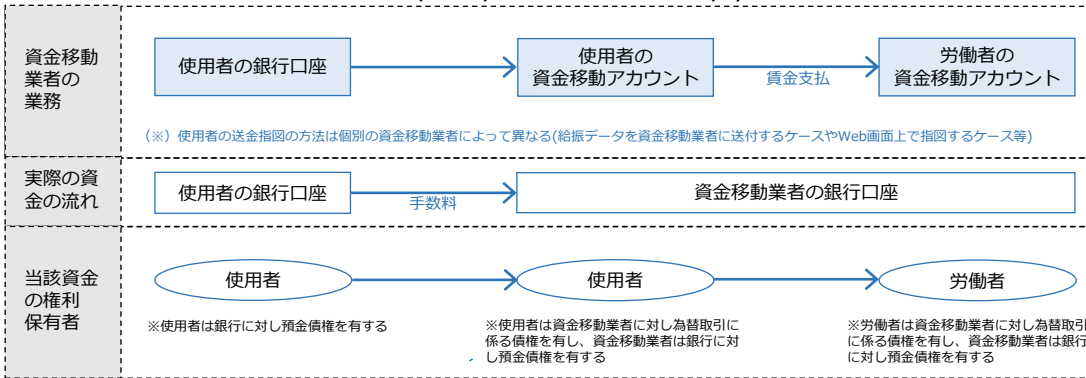 資金移動
業者の
業務
使用者の銀行口座
使用者の
資金移動アカウント
賃金支払
労働者の
資金移動アカウント
(※) 使用者の送金指図の方法は個別の資金移動業者によって異なる(給振データを資金移動業者に送付するケースやWeb画面上で指図するケース等)
実際の資
金の流れ
使用者の銀行口座
手数料
資金移動業者の銀行口座
当該資金
の権利
保有者
使用者
使用者
労働者
※使用者は銀行に対し預金債権を有する
※使用者は資金移動業者に対し為替取引に
係る債権を有し、資金移動業者は銀行に対
し預金債権を有する
※労働者は資金移動業者に対し為替取引
に係る債権を有し、資金移動業者は銀行
に対し預金債権を有する